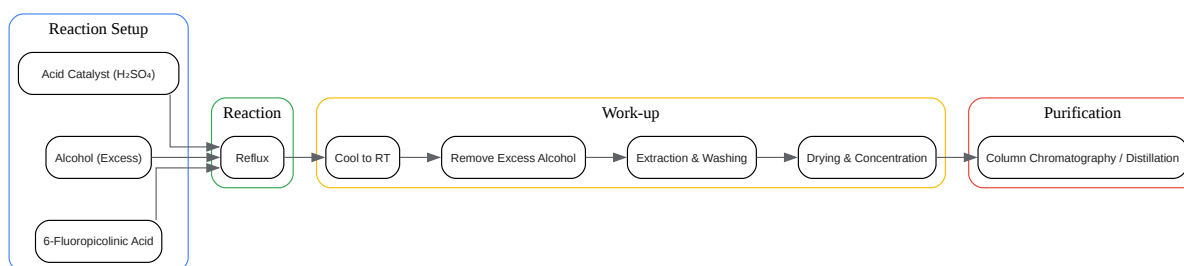 Reaction Setup
Acid Catalyst (H₂SO₄)
Alcohol (Excess)
6-Fluoropicolinic Acid
Reaction
Reflux
Work-up
Cool to RT
Remove Excess Alcohol
Extraction & Washing
Drying & Concentration
Purification
Column Chromatography / Distillation